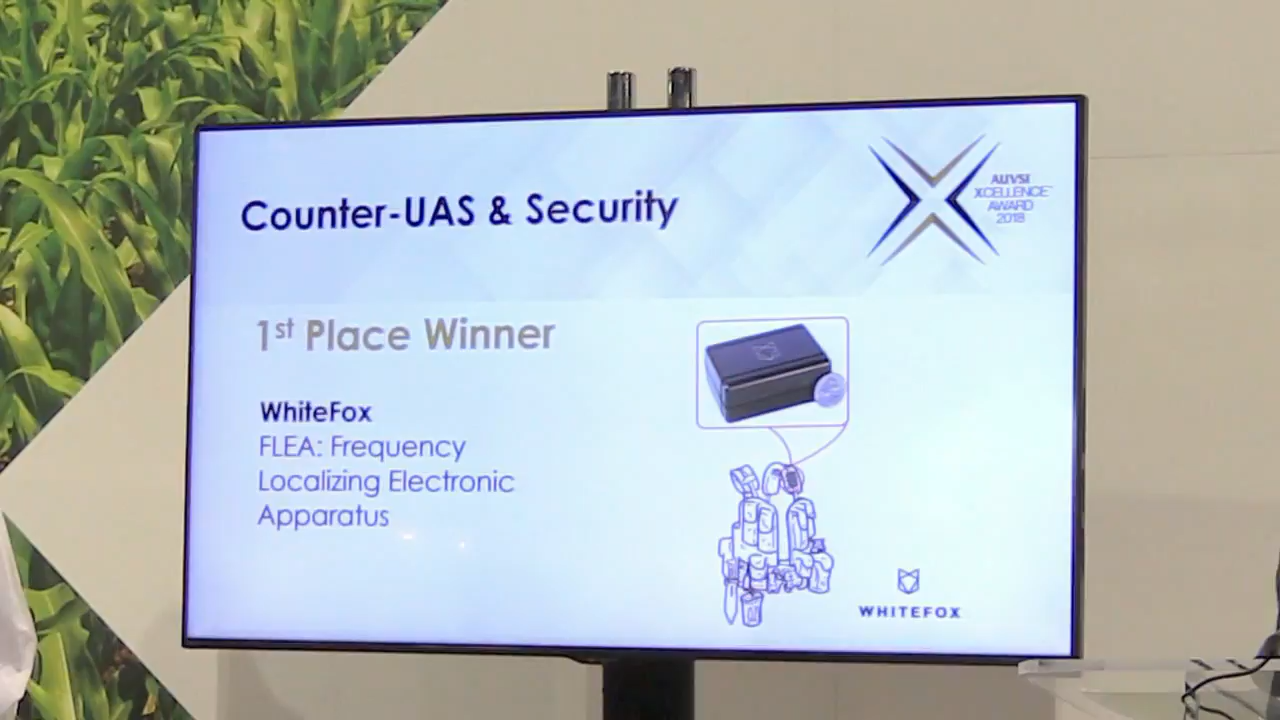 Counter-UAS & Security
AUVSI
XCELLENCE
AWARD
2018
1st Place Winner
WhiteFox
FLEA: Frequency
Localizing Electronic
Apparatus
WHITEFOX